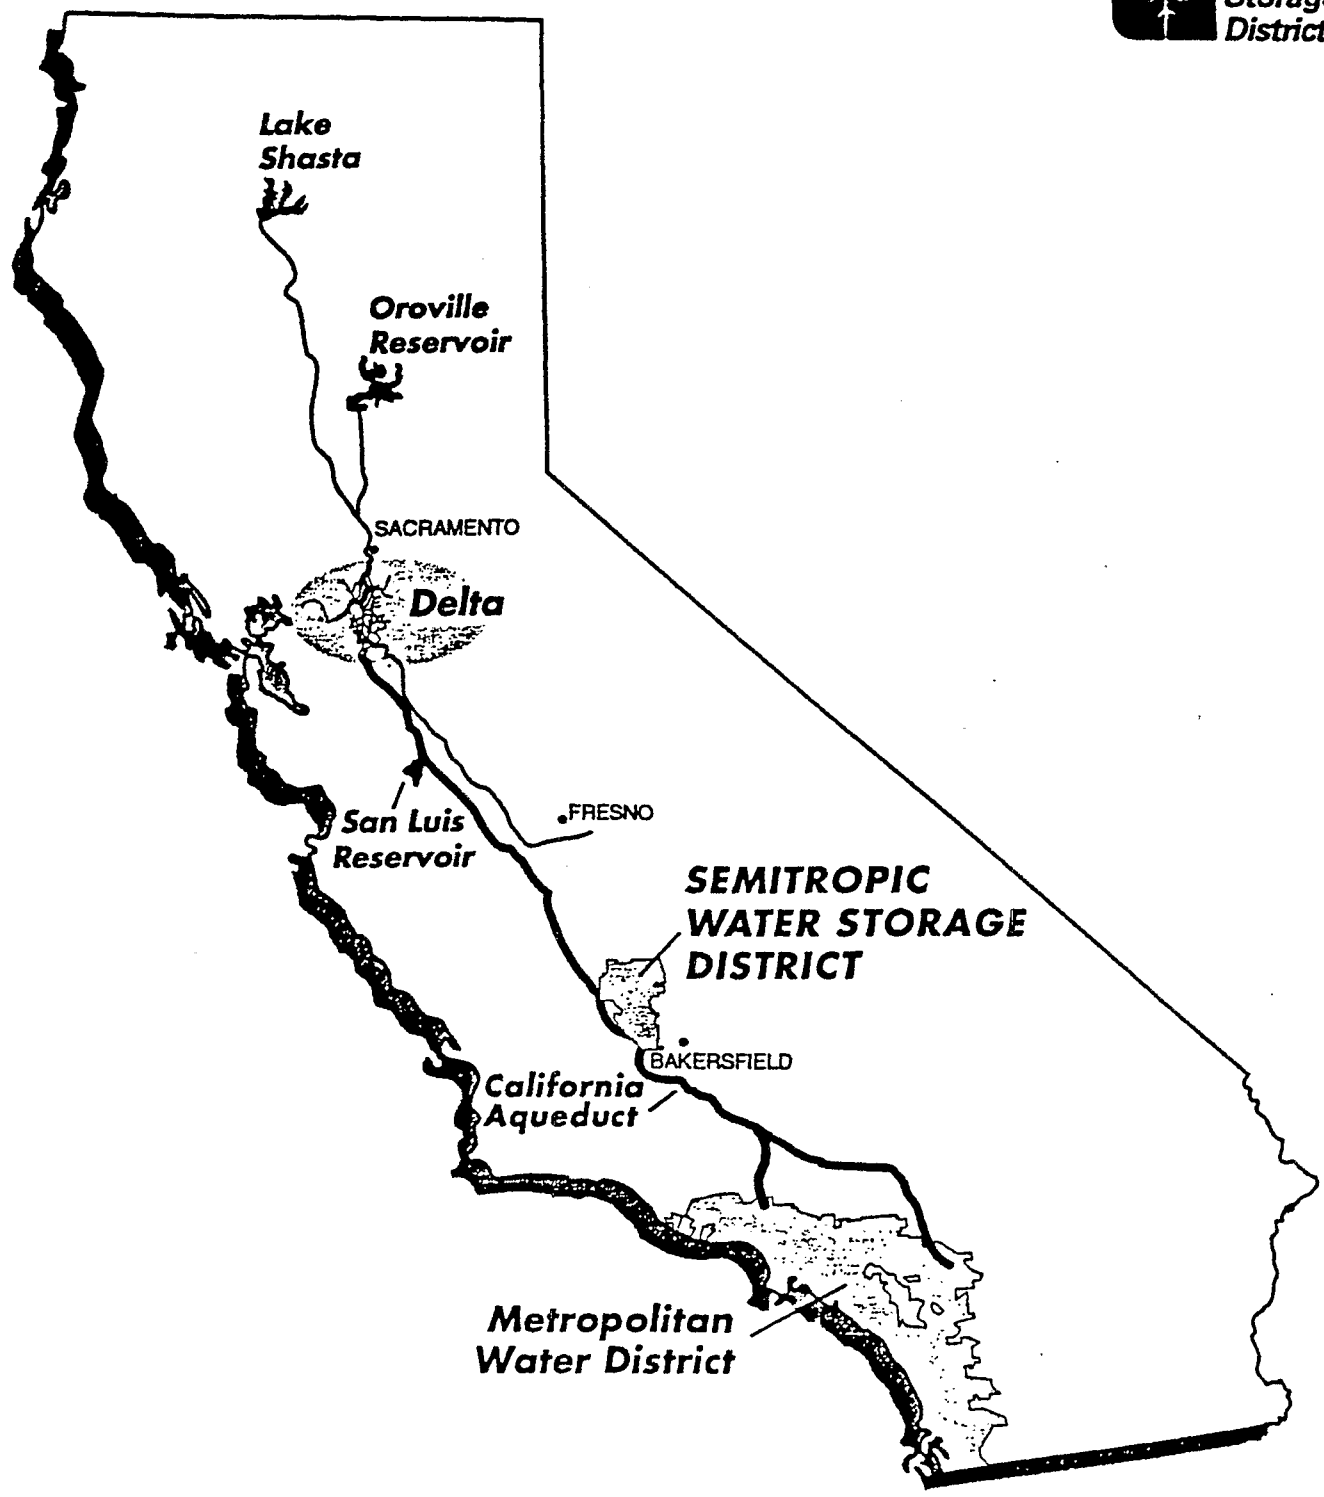 Storage
District
Lake
Shasta
Oroville
Reservoir
SACRAMENTO
Delta
San Luis
Reservoir
FRESNO
SEMITROPIC
WATER STORAGE
DISTRICT
BAKERSFIELD
California
Aqueduct
Metropolitan
Water District